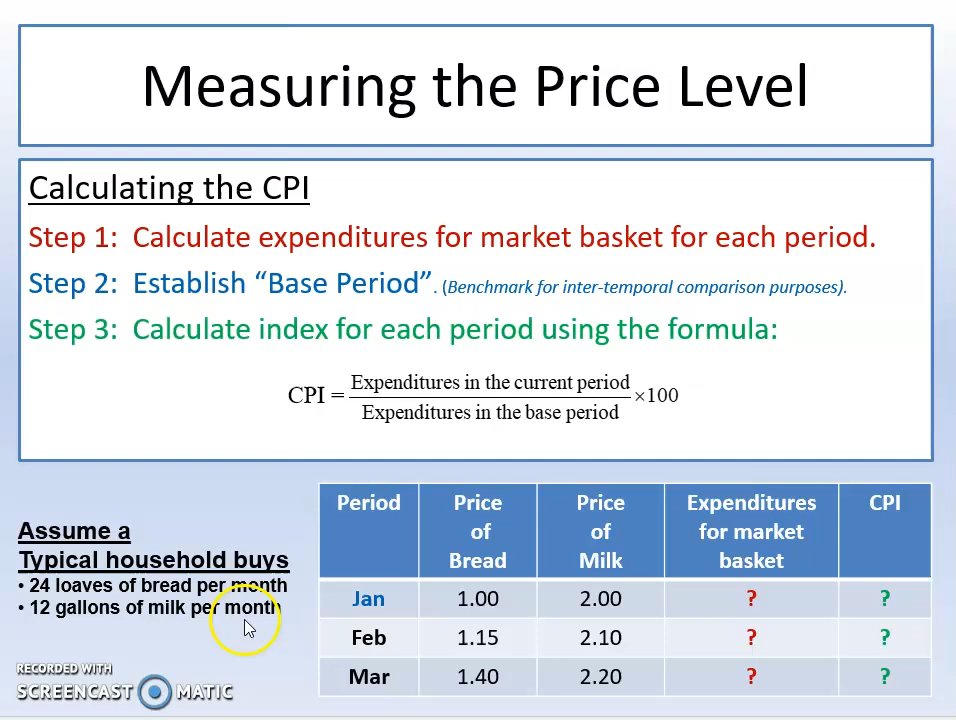 Measuring the Price Level
Calculating the CPI
Step 1: Calculate expenditures for market basket for each period.
Step 2: Establish “Base Period”. (Benchmark for inter-temporal comparison purposes).
Step 3: Calculate index for each period using the formula:
CPI = Expenditures in the current period / Expenditures in the base period ×100
Assume a
Typical household buys
• 24 loaves of bread per month
• 12 gallons of milk per month
Period | Price of Bread | Price of Milk | Expenditures for market basket | CPI
Jan | 1.00 | 2.00 | ? | ?
Feb | 1.15 | 2.10 | ? | ?
Mar | 1.40 | 2.20 | ? | ?
RECORDED WITH
SCREENCAST MATIC